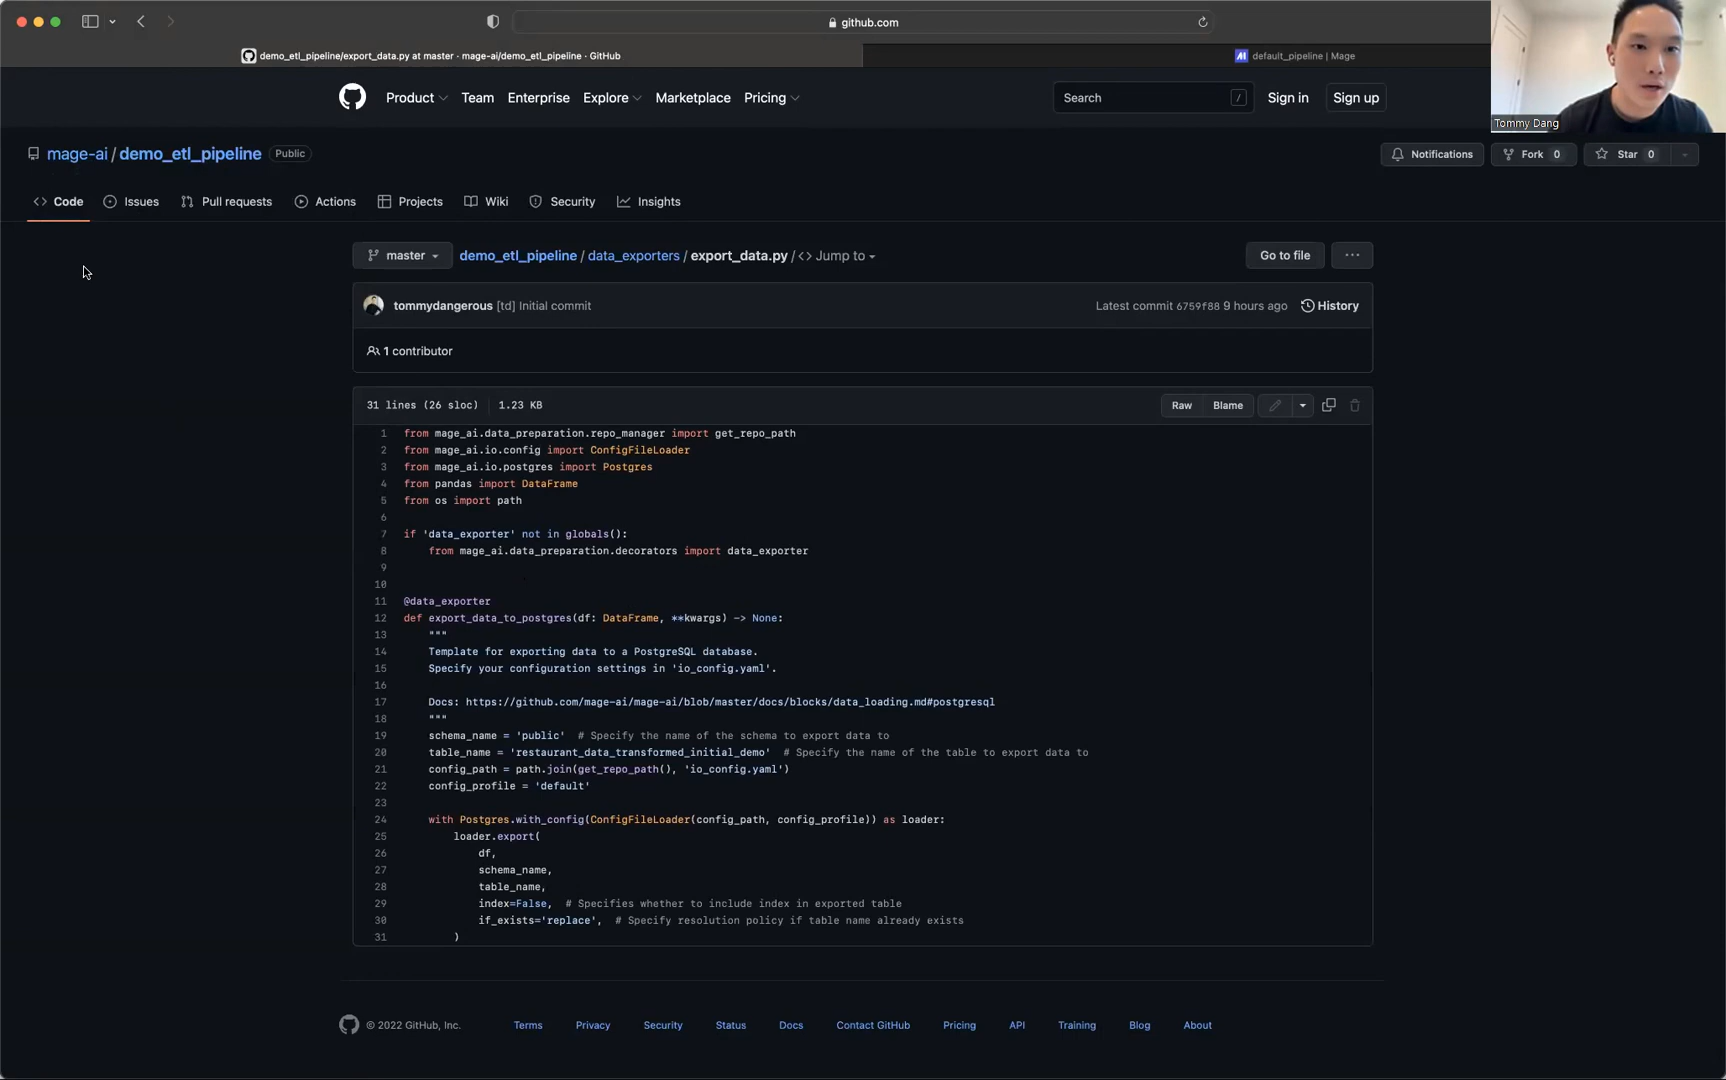 github.com
demo_etl_pipeline/export_data.py at master · mage-ai/demo_etl_pipeline · GitHub
default_pipeline | Mage
Product Team Enterprise Explore Marketplace Pricing
Search / Sign in Sign up
Tommy Dang
mage-ai / demo_etl_pipeline Public
Notifications Fork 0 Star 0
Code Issues Pull requests Actions Projects Wiki Security Insights
master demo_etl_pipeline / data_exporters / export_data.py / <> Jump to
Go to file ...
tommydangerous [td] Initial commit
Latest commit 6759f88 9 hours ago History
1 contributor
31 lines (26 sloc) 1.23 KB
Raw Blame
1 from mage_ai.data_preparation.repo_manager import get_repo_path
2 from mage_ai.io.config import ConfigFileLoader
3 from mage_ai.io.postgres import Postgres
4 from pandas import DataFrame
5 from os import path
6
7 if 'data_exporter' not in globals():
8     from mage_ai.data_preparation.decorators import data_exporter
9
10
11 @data_exporter
12 def export_data_to_postgres(df: DataFrame, **kwargs) -> None:
13     """
14     Template for exporting data to a PostgreSQL database.
15     Specify your configuration settings in 'io_config.yaml'.
16
17     Docs: https://github.com/mage-ai/mage-ai/blob/master/docs/blocks/data_loading.md#postgresql
18     """
19     schema_name = 'public'  # Specify the name of the schema to export data to
20     table_name = 'restaurant_data_transformed_initial_demo'  # Specify the name of the table to export data to
21     config_path = path.join(get_repo_path(), 'io_config.yaml')
22     config_profile = 'default'
23
24     with Postgres.with_config(ConfigFileLoader(config_path, config_profile)) as loader:
25         loader.export(
26             df,
27             schema_name,
28             table_name,
29             index=False,  # Specifies whether to include index in exported table
30             if_exists='replace',  # Specify resolution policy if table name already exists
31         )
© 2022 GitHub, Inc. Terms Privacy Security Status Docs Contact GitHub Pricing API Training Blog About